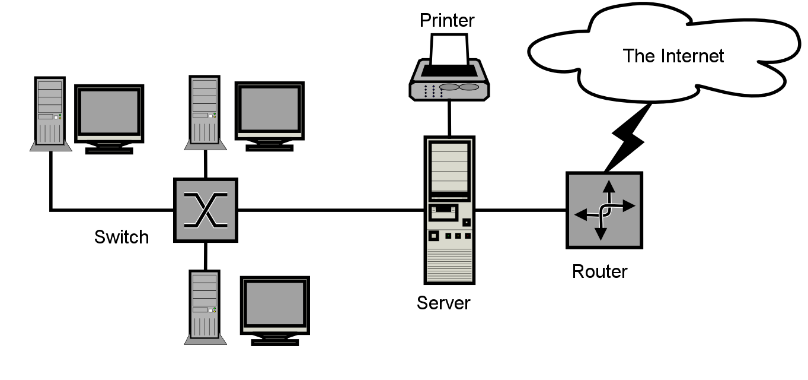 Printer
The Internet
Switch
Router
Server